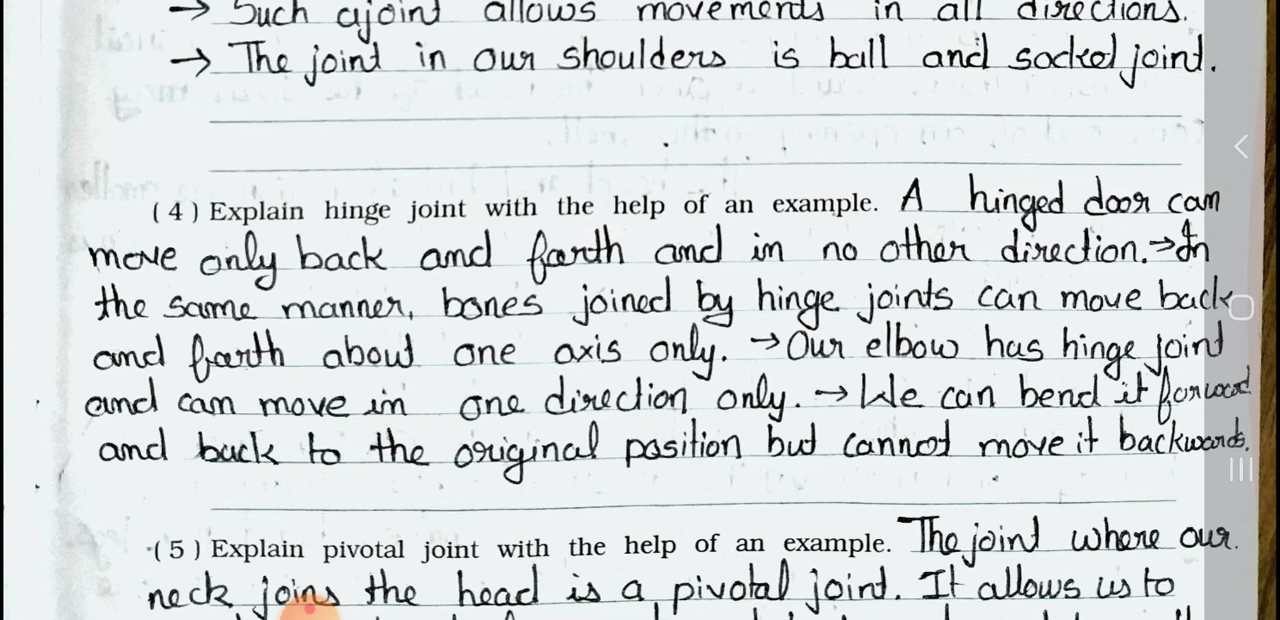 → Such a joint allows movements in all directions.
→ The joint in our shoulders is ball and socked joint.
(4) Explain hinge joint with the help of an example. A hinged door can
move only back and forth and in no other direction.→In
the same manner, bones joined by hinge joints can move back
and forth about one axis only. →Our elbow has hinge joint
and can move in one direction only. → We can bend it forward
and back to the original position but cannot move it backwards.
(5) Explain pivotal joint with the help of an example. The joint where our
neck joins the head is a pivotal joint. It allows us to